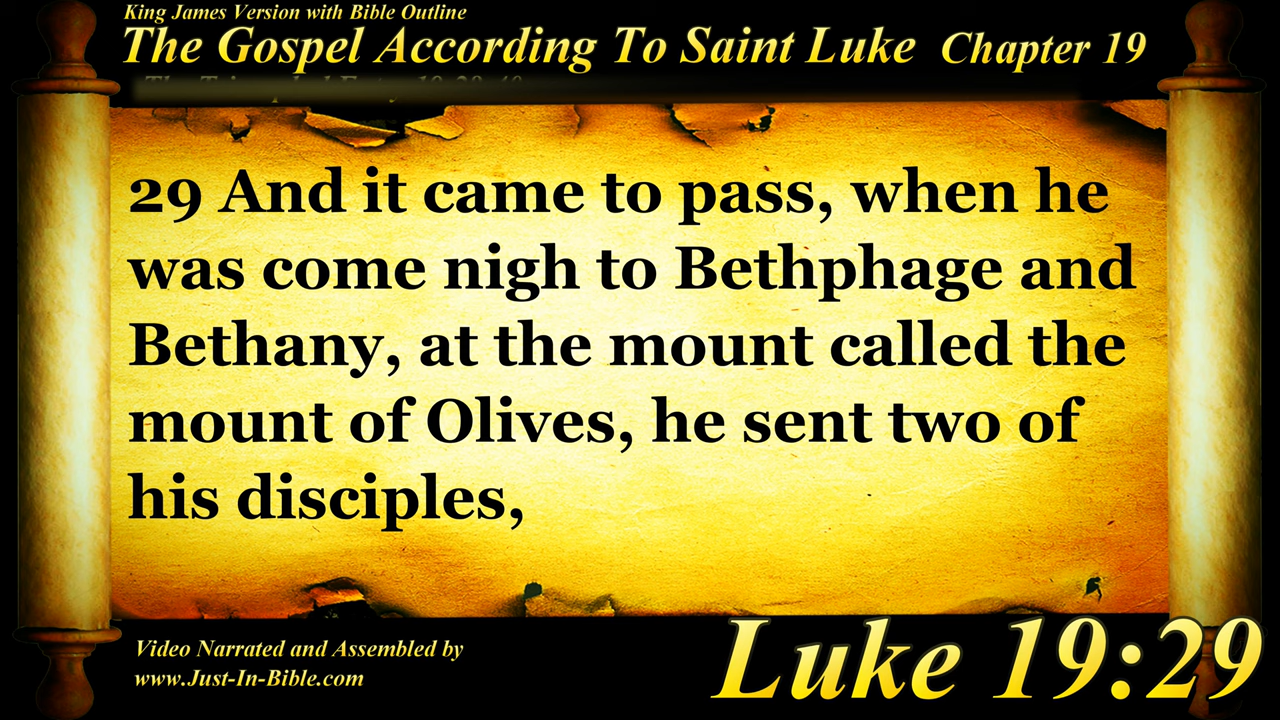 King James Version with Bible Outline
The Gospel According To Saint Luke Chapter 19
29 And it came to pass, when he
was come nigh to Bethphage and
Bethany, at the mount called the
mount of Olives, he sent two of
his disciples,
Video Narrated and Assembled by
www.Just-In-Bible.com
Luke 19:29